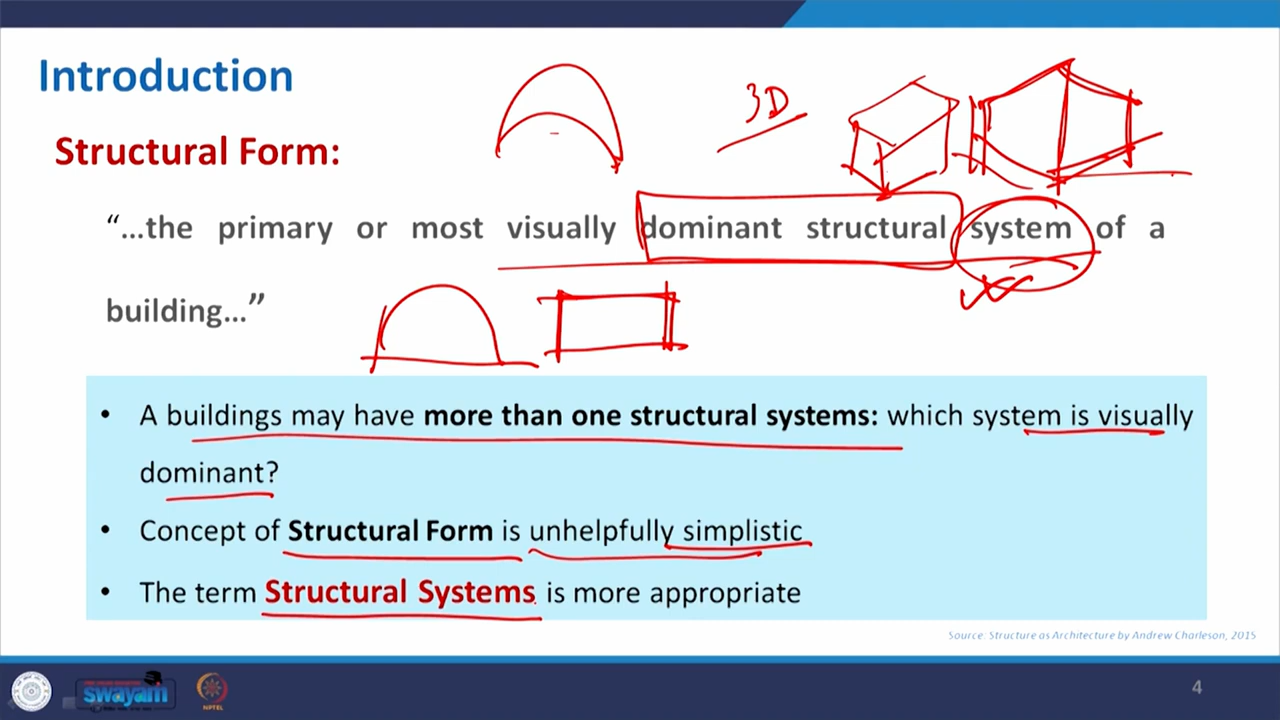 Introduction
3D
Structural Form:
“...the primary or most visually dominant structural system of a
building...”
• A buildings may have more than one structural systems: which system is visually
dominant?
• Concept of Structural Form is unhelpfully simplistic
• The term Structural Systems is more appropriate
Source: Structure as Architecture by Andrew Charleson, 2015
swayam
NPTEL
4